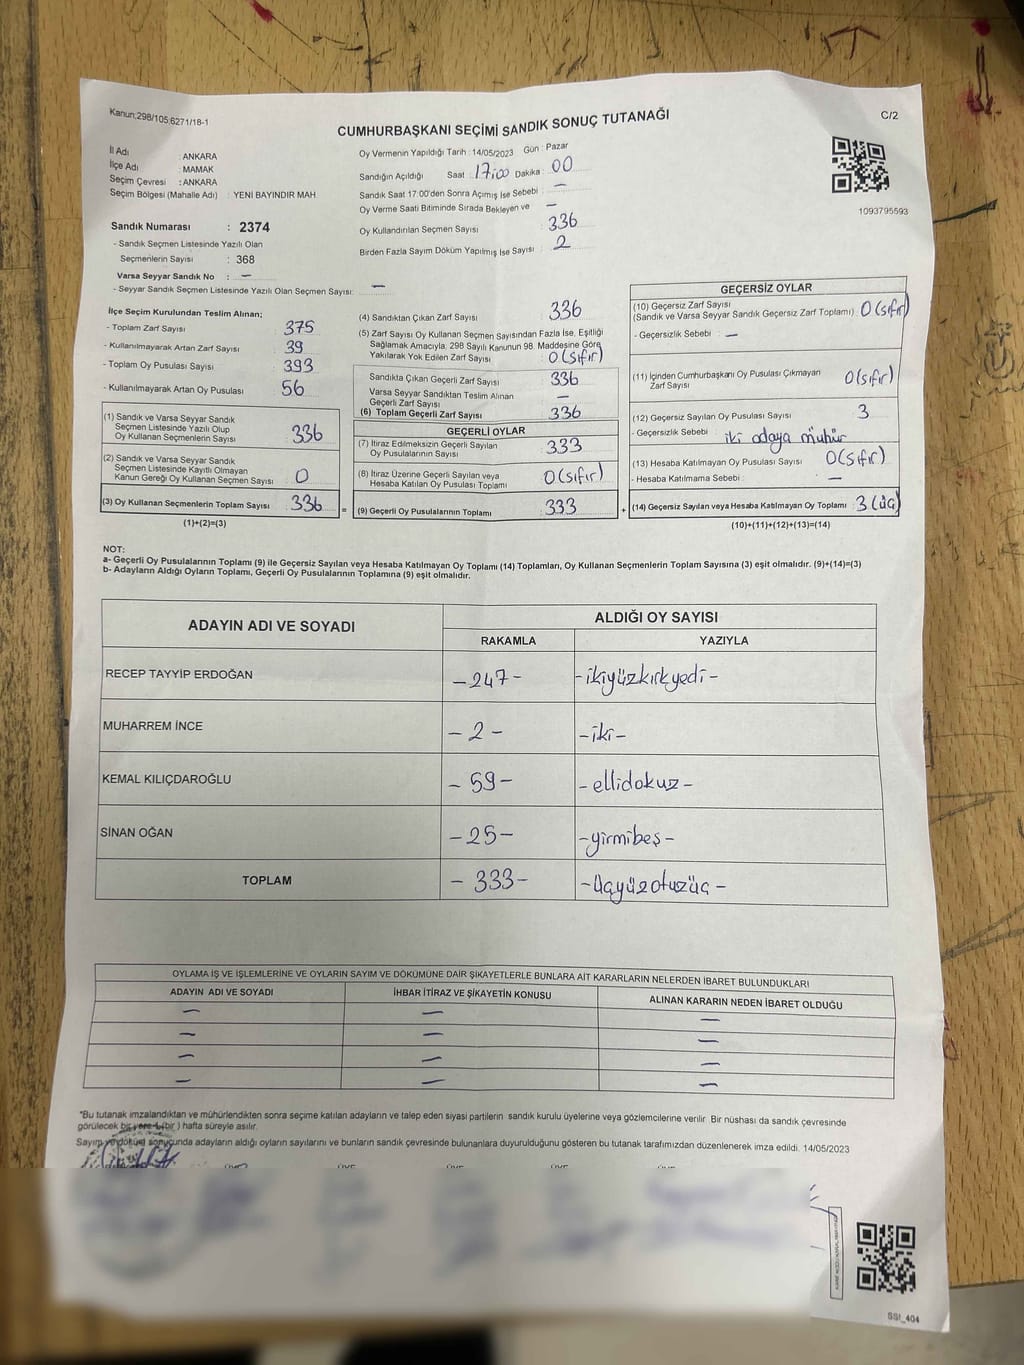 Kanun;298/105;6271/18-1
C/2
CUMHURBAŞKANI SEÇİMİ SANDIK SONUÇ TUTANAĞI
İl Adı : ANKARA
İlçe Adı : MAMAK
Seçim Çevresi : ANKARA
Seçim Bölgesi (Mahalle Adı) : YENİ BAYINDIR MAH.
Sandık Numarası : 2374
- Sandık Seçmen Listesinde Yazılı Olan
Seçmenlerin Sayısı : 368
Varsa Seyyar Sandık No : —
- Seyyar Sandık Seçmen Listesinde Yazılı Olan Seçmen Sayısı: —
Oy Vermenin Yapıldığı Tarih : 14/05/2023 Gün : Pazar
Sandığın Açıldığı Saat : 17:00 Dakika : 00
Sandık Saat 17:00'den Sonra Açımış İse Sebebi : —
Oy Verme Saati Bitiminde Sırada Bekleyen ve —
Oy Kullandırılan Seçmen Sayısı 336
Birden Fazla Sayım Döküm Yapılmış İse Sayısı : 2
1093795593
İlçe Seçim Kurulundan Teslim Alınan;
- Toplam Zarf Sayısı 375
- Kullanılmayarak Artan Zarf Sayısı 39
- Toplam Oy Pusulası Sayısı 393
- Kullanılmayarak Artan Oy Pusulası 56
(1) Sandık ve Varsa Seyyar Sandık
Seçmen Listesinde Yazılı Olup
Oy Kullanan Seçmenlerin Sayısı 336
(2) Sandık ve Varsa Seyyar Sandık
Seçmen Listesinde Kayıtlı Olmayan
Kanun Gereği Oy Kullanan Seçmen Sayısı 0
(3) Oy Kullanan Seçmenlerin Toplam Sayısı 336 =
(1)+(2)=(3)
(4) Sandıktan Çıkan Zarf Sayısı 336
(5) Zarf Sayısı Oy Kullanan Seçmen Sayısından Fazla İse, Eşitliği
Sağlamak Amacıyla, 298 Sayılı Kanunun 98. Maddesine Göre
Yakılarak Yok Edilen Zarf Sayısı 0 (sıfır)
Sandıkta Çıkan Geçerli Zarf Sayısı 336
Varsa Seyyar Sandıktan Teslim Alınan
Geçerli Zarf Sayısı —
(6) Toplam Geçerli Zarf Sayısı 336
GEÇERLİ OYLAR
(7) İtiraz Edilmeksizin Geçerli Sayılan
Oy Pusulalarının Sayısı 333
(8) İtiraz Üzerine Geçerli Sayılan veya
Hesaba Katılan Oy Pusulası Toplamı 0 (sıfır)
(9) Geçerli Oy Pusulalarının Toplamı 333 +
GEÇERSİZ OYLAR
(10) Geçersiz Zarf Sayısı
(Sandık ve Varsa Seyyar Sandık Geçersiz Zarf Toplamı) 0 (sıfır)
- Geçersizlik Sebebi : —
(11) İçinden Cumhurbaşkanı Oy Pusulası Çıkmayan
Zarf Sayısı 0 (sıfır)
(12) Geçersiz Sayılan Oy Pusulası Sayısı 3
- Geçersizlik Sebebi iki adaya mühür
(13) Hesaba Katılmayan Oy Pusulası Sayısı 0 (sıfır)
- Hesaba Katılmama Sebebi : —
(14) Geçersiz Sayılan veya Hesaba Katılmayan Oy Toplamı 3 (üç)
(10)+(11)+(12)+(13)=(14)
NOT:
a- Geçerli Oy Pusulalarının Toplamı (9) ile Geçersiz Sayılan veya Hesaba Katılmayan Oy Toplamı (14) Toplamları, Oy Kullanan Seçmenlerin Toplam Sayısına (3) eşit olmalıdır. (9)+(14)=(3)
b- Adayların Aldığı Oyların Toplamı, Geçerli Oy Pusulalarının Toplamına (9) eşit olmalıdır.
ADAYIN ADI VE SOYADI ALDIĞI OY SAYISI
RAKAMLA YAZIYLA
RECEP TAYYİP ERDOĞAN - 247 - - ikiyüzkırkyedi -
MUHARREM İNCE - 2 - - iki -
KEMAL KILIÇDAROĞLU - 59 - - ellidokuz -
SİNAN OĞAN - 25 - - yirmibeş -
TOPLAM - 333 - - üçyüzotuzüç -
OYLAMA İŞ VE İŞLEMLERİNE VE OYLARIN SAYIM VE DÖKÜMÜNE DAİR ŞİKAYETLERLE BUNLARA AİT KARARLARIN NELERDEN İBARET BULUNDUKLARI
ADAYIN ADI VE SOYADI İHBAR İTİRAZ VE ŞİKAYETİN KONUSU ALINAN KARARIN NEDEN İBARET OLDUĞU
— — —
— — —
— — —
— — —
"Bu tutanak imzalandıktan ve mühürlendikten sonra seçime katılan adayların ve talep eden siyasi partilerin sandık kurulu üyelerine veya gözlemcilerine verilir. Bir nüshası da sandık çevresinde
görülecek bir yere 1 (bir) hafta süreyle asılır.
Sayım ve döküm sonucunda adayların aldığı oyların sayılarını ve bunların sandık çevresinde bulunanlara duyurulduğunu gösteren bu tutanak tarafımızdan düzenlenerek imza edildi. 14/05/2023
SSI_404